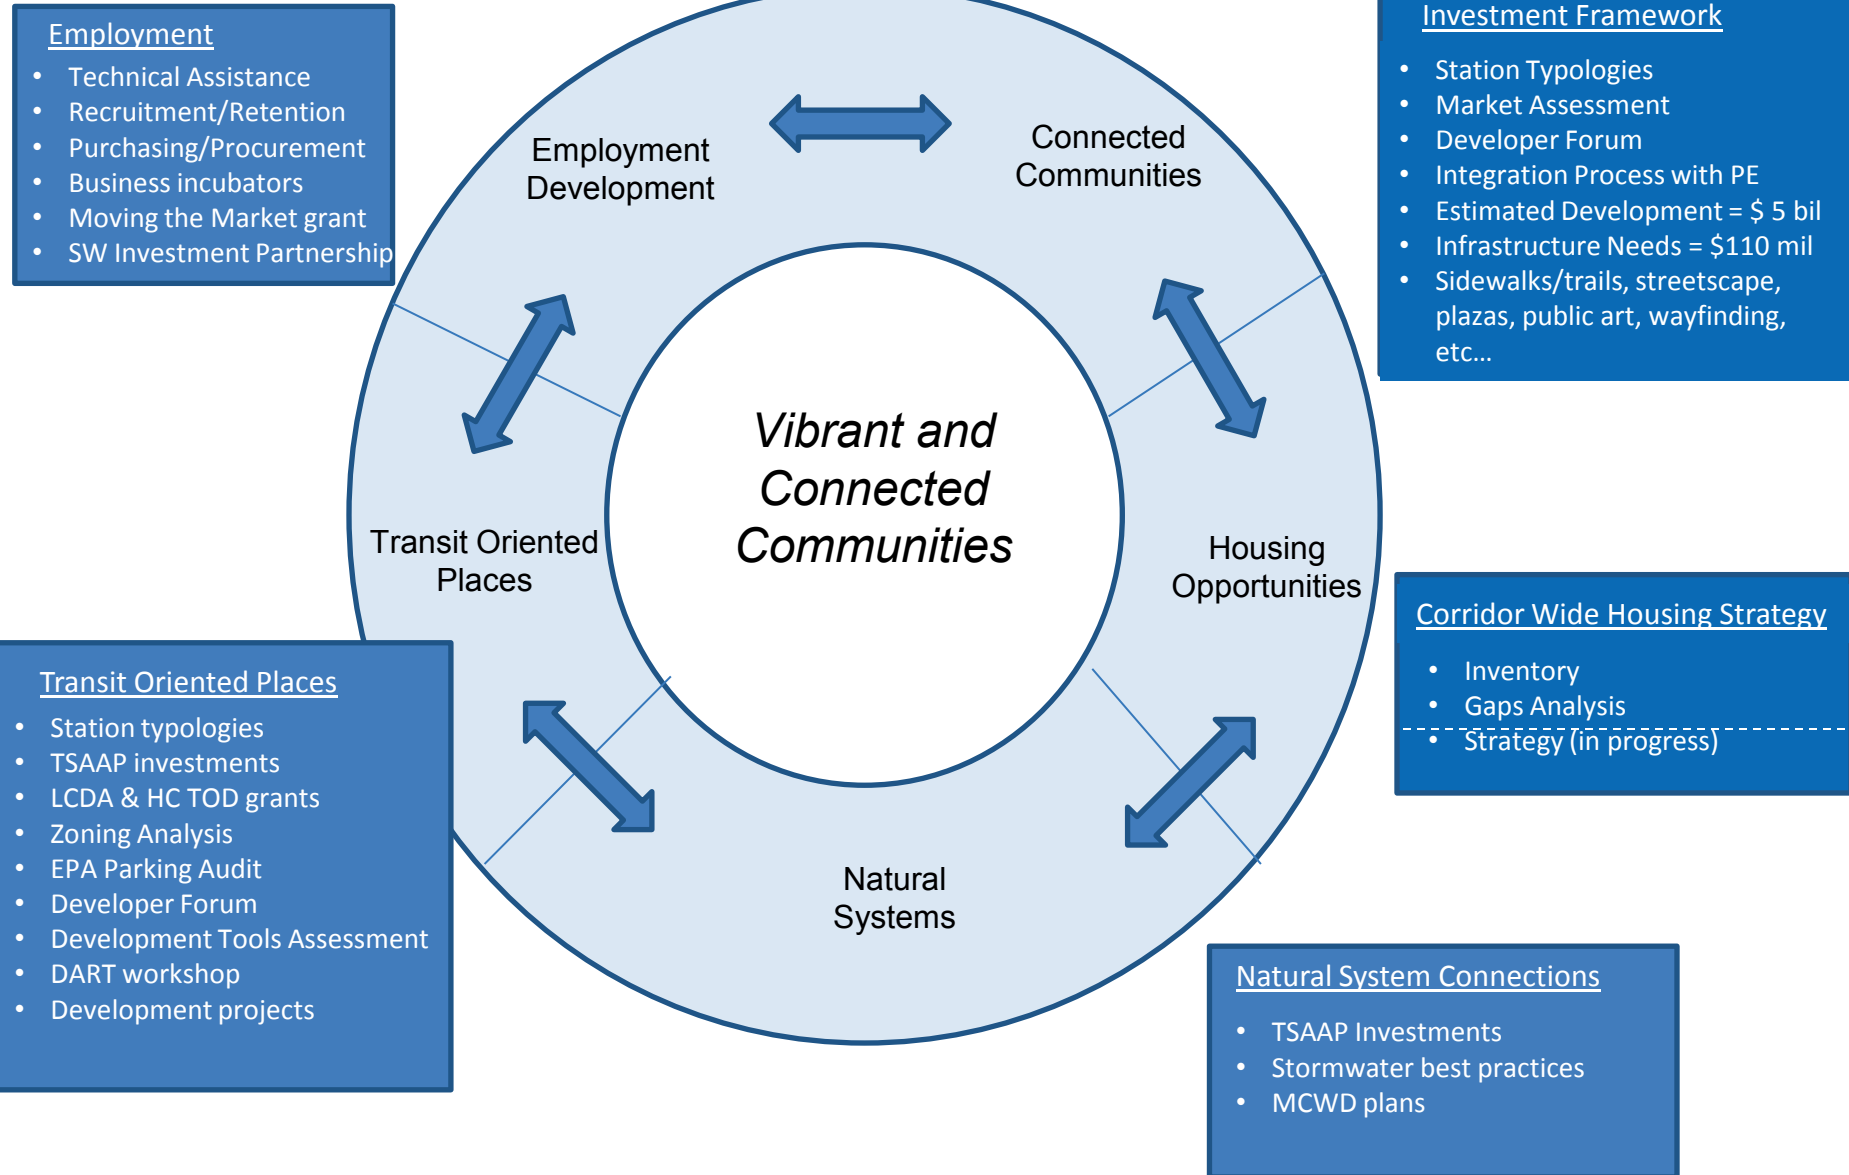 Employment
• Technical Assistance
• Recruitment/Retention
• Purchasing/Procurement
• Business incubators
• Moving the Market grant
• SW Investment Partnership
Employment
Development
Connected
Communities
Investment Framework
• Station Typologies
• Market Assessment
• Developer Forum
• Integration Process with PE
• Estimated Development = $ 5 bil
• Infrastructure Needs = $110 mil
• Sidewalks/trails, streetscape,
plazas, public art, wayfinding,
etc...
Vibrant and
Connected
Communities
Transit Oriented
Places
Housing
Opportunities
Corridor Wide Housing Strategy
• Inventory
• Gaps Analysis
• Strategy (in progress)
Transit Oriented Places
• Station typologies
• TSAAP investments
• LCDA & HC TOD grants
• Zoning Analysis
• EPA Parking Audit
• Developer Forum
• Development Tools Assessment
• DART workshop
• Development projects
Natural
Systems
Natural System Connections
• TSAAP Investments
• Stormwater best practices
• MCWD plans